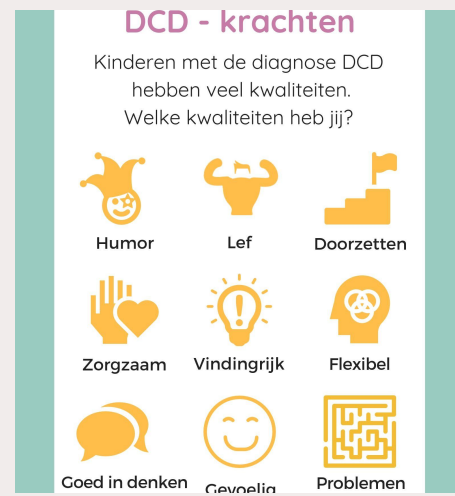 DCD - krachten
Kinderen met de diagnose DCD
hebben veel kwaliteiten.
Welke kwaliteiten heb jij?
Humor
Lef
Doorzetten
Zorgzaam
Vindingrijk
Flexibel
Goed in denken
Gevoelig
Problemen